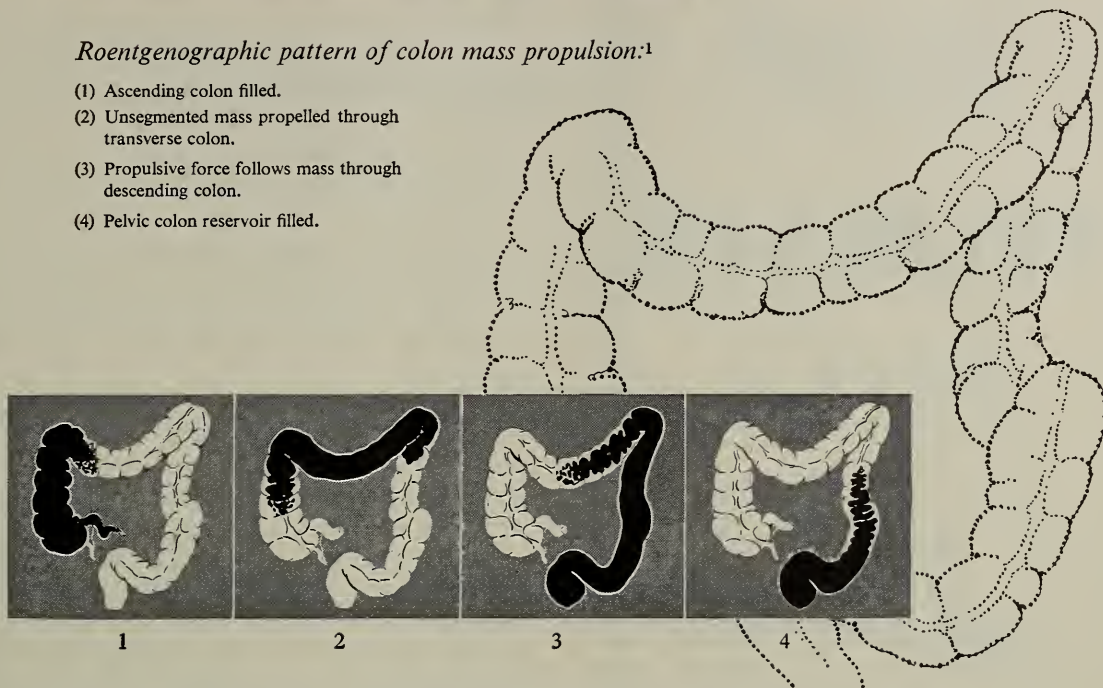 Roentgenographic pattern of colon mass propulsion:¹
(1) Ascending colon filled.
(2) Unsegmented mass propelled through
transverse colon.
(3) Propulsive force follows mass through
descending colon.
(4) Pelvic colon reservoir filled.
1 2 3 4